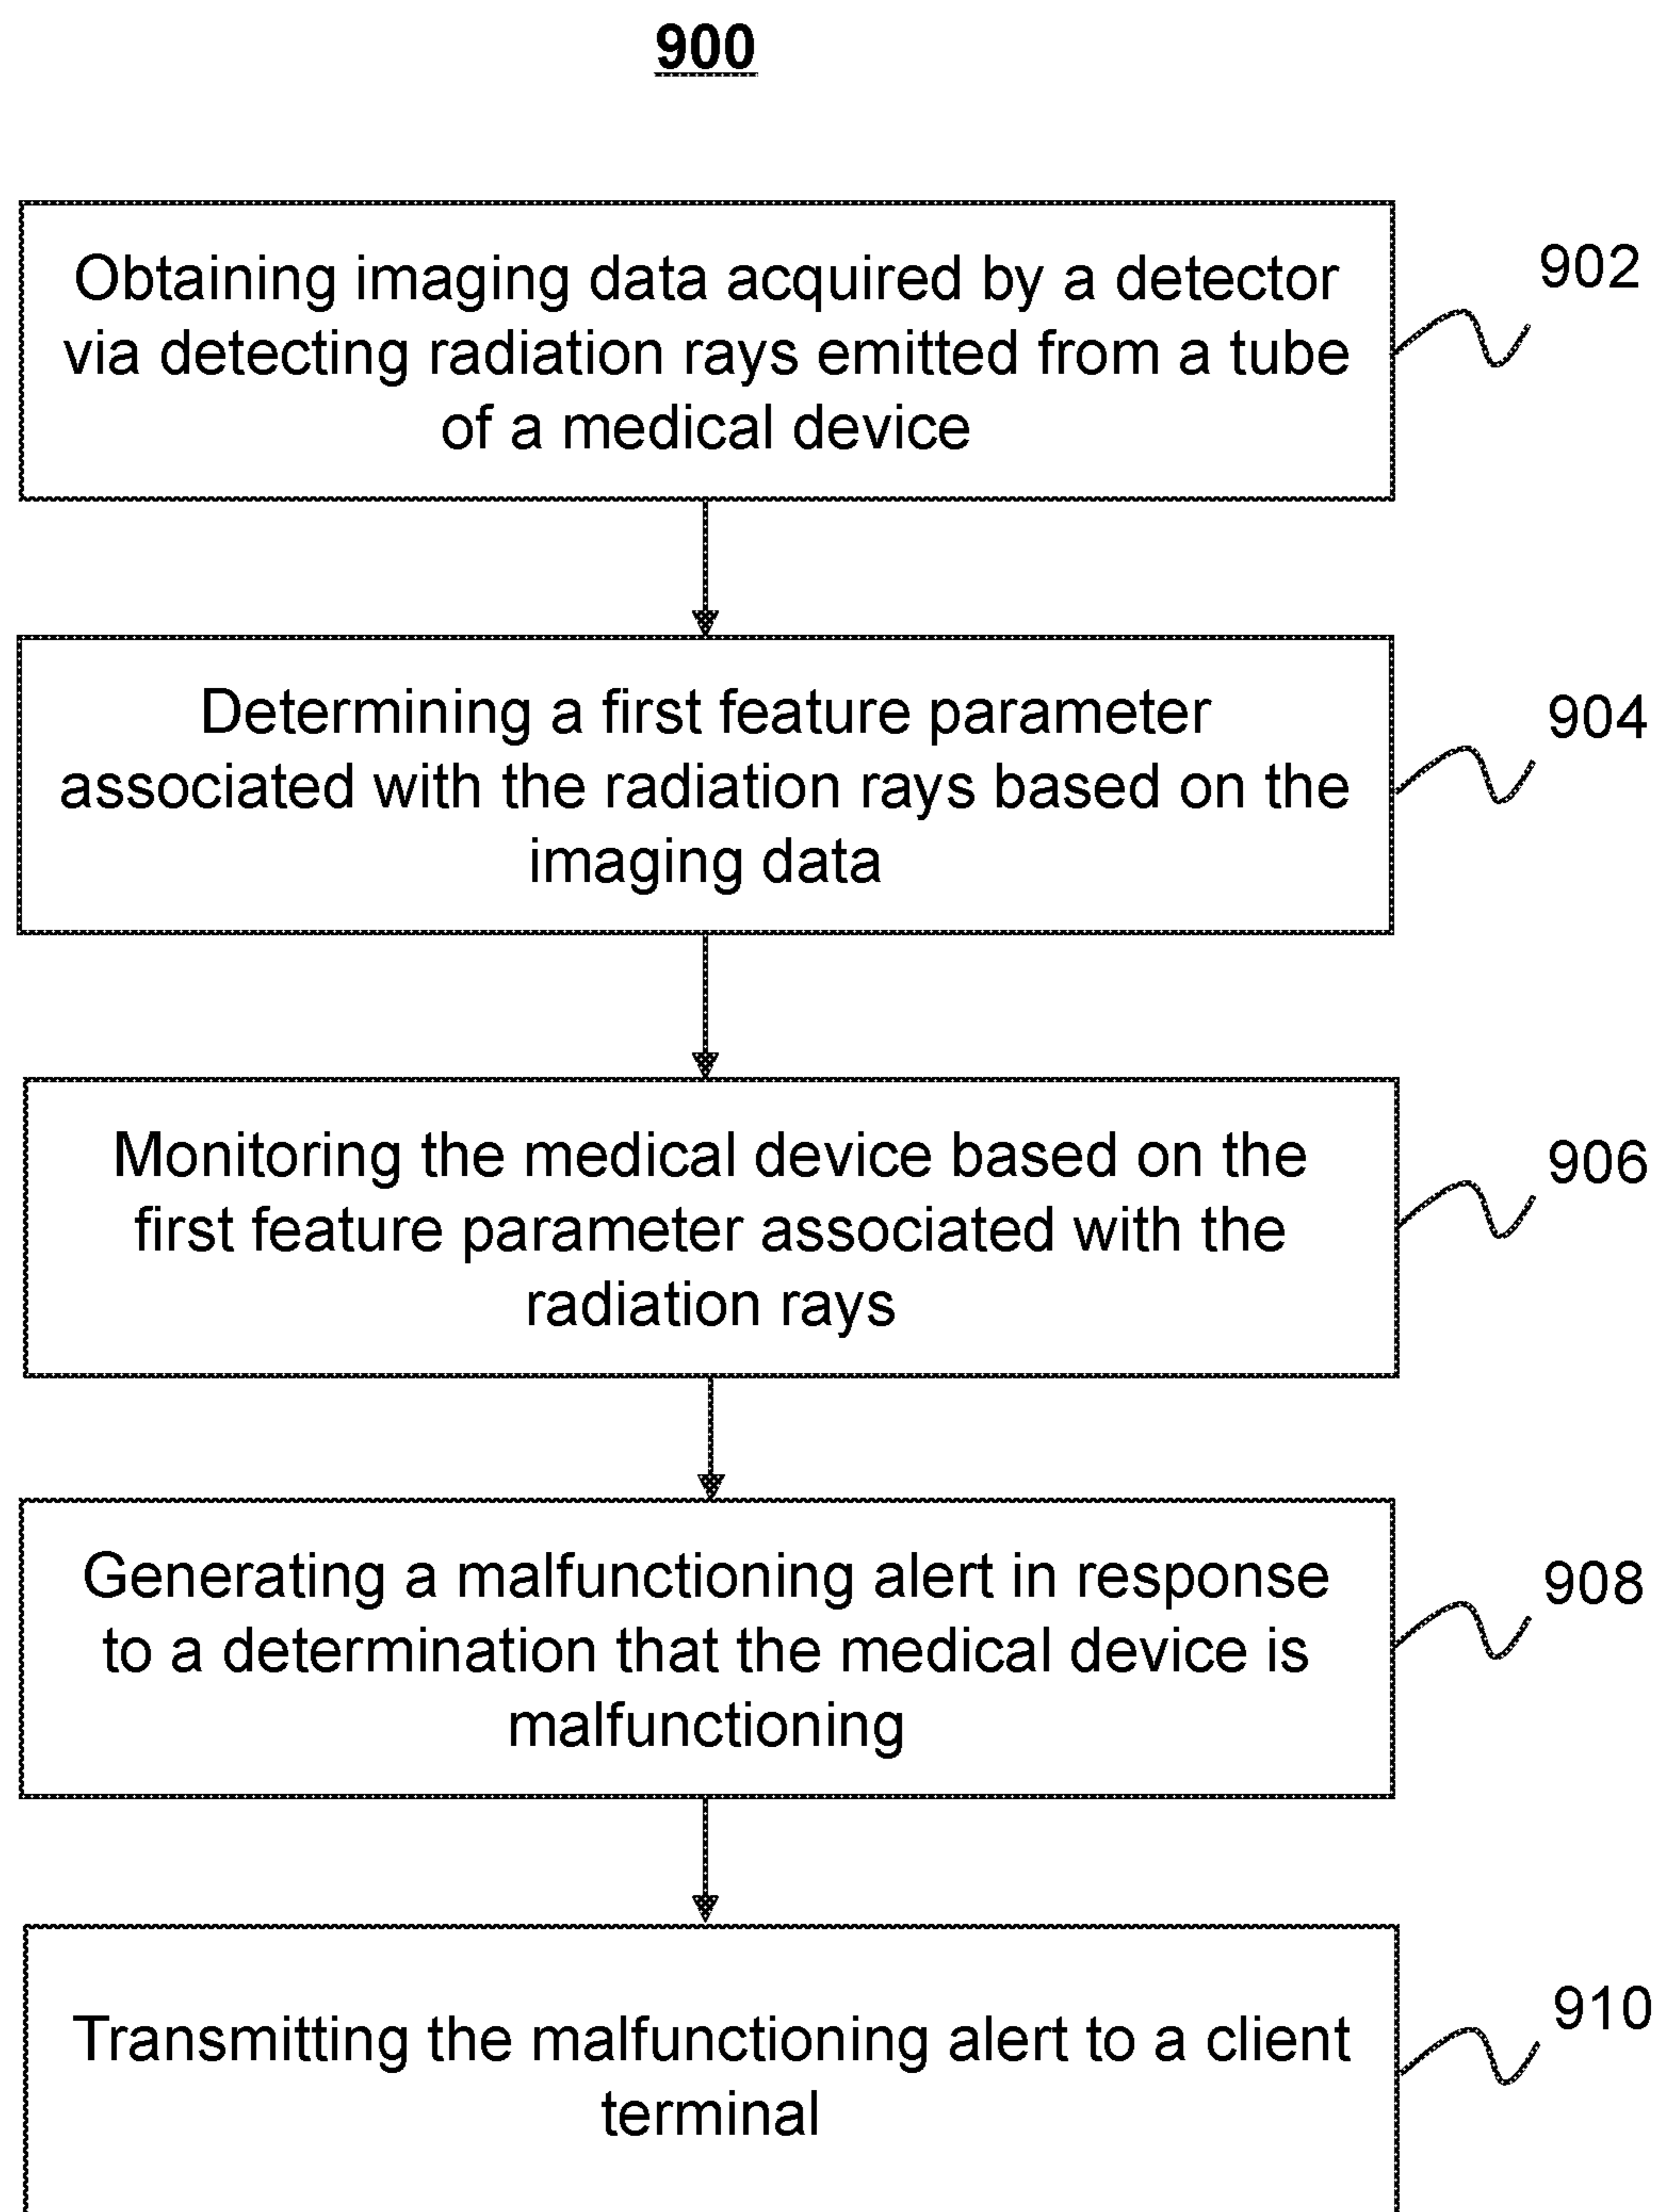 900
Obtaining imaging data acquired by a detector
via detecting radiation rays emitted from a tube
of a medical device
902
Determining a first feature parameter
associated with the radiation rays based on the
imaging data
904
Monitoring the medical device based on the
first feature parameter associated with the
radiation rays
906
Generating a malfunctioning alert in response
to a determination that the medical device is
malfunctioning
908
Transmitting the malfunctioning alert to a client
terminal
910